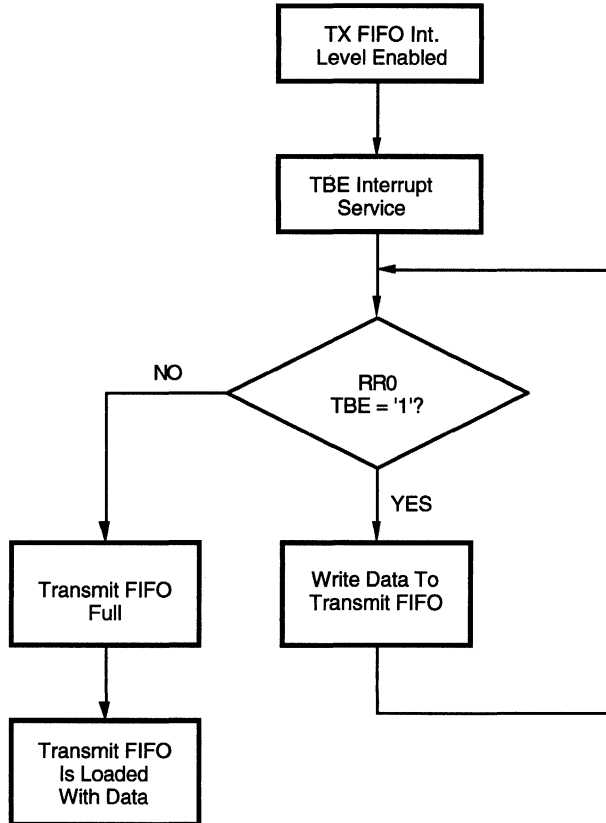 TX FIFO Int.
Level Enabled
TBE Interrupt
Service
RR0
TBE = '1'?
NO
YES
Transmit FIFO
Full
Write Data To
Transmit FIFO
Transmit FIFO
Is Loaded
With Data